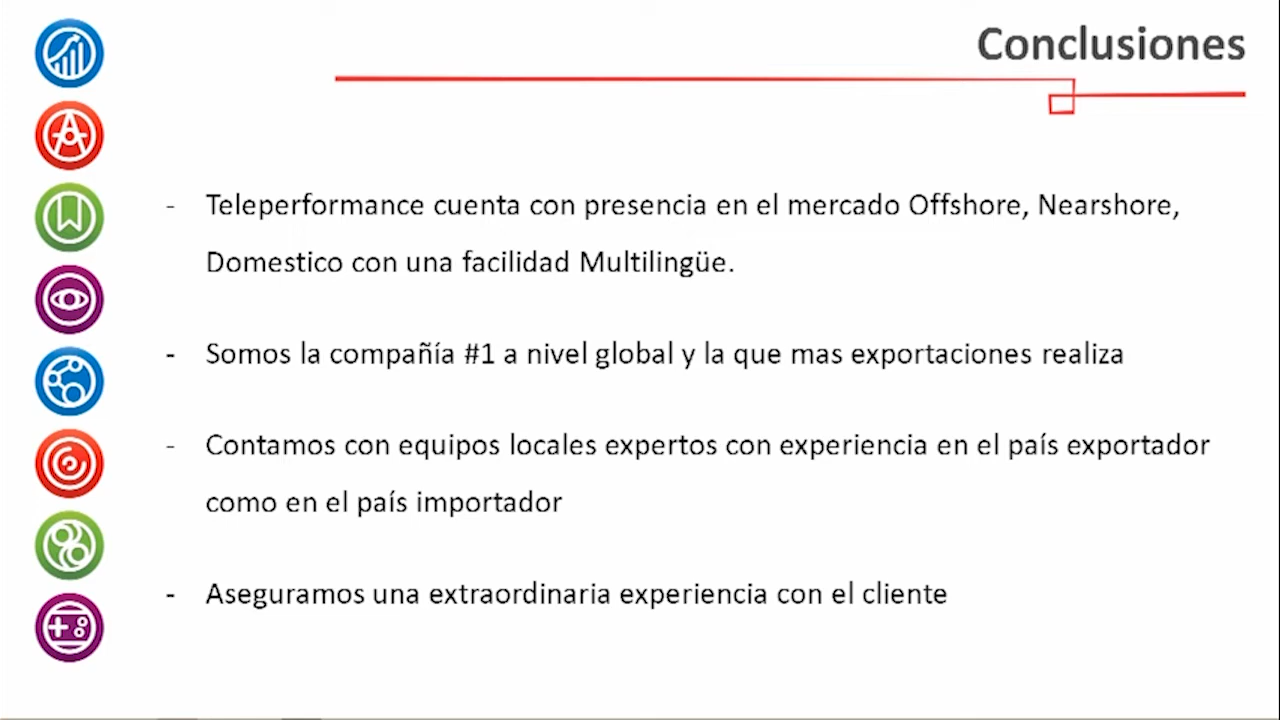 Conclusiones
- Teleperformance cuenta con presencia en el mercado Offshore, Nearshore,
Domestico con una facilidad Multilingüe.
- Somos la compañía #1 a nivel global y la que mas exportaciones realiza
- Contamos con equipos locales expertos con experiencia en el país exportador
como en el país importador
- Aseguramos una extraordinaria experiencia con el cliente